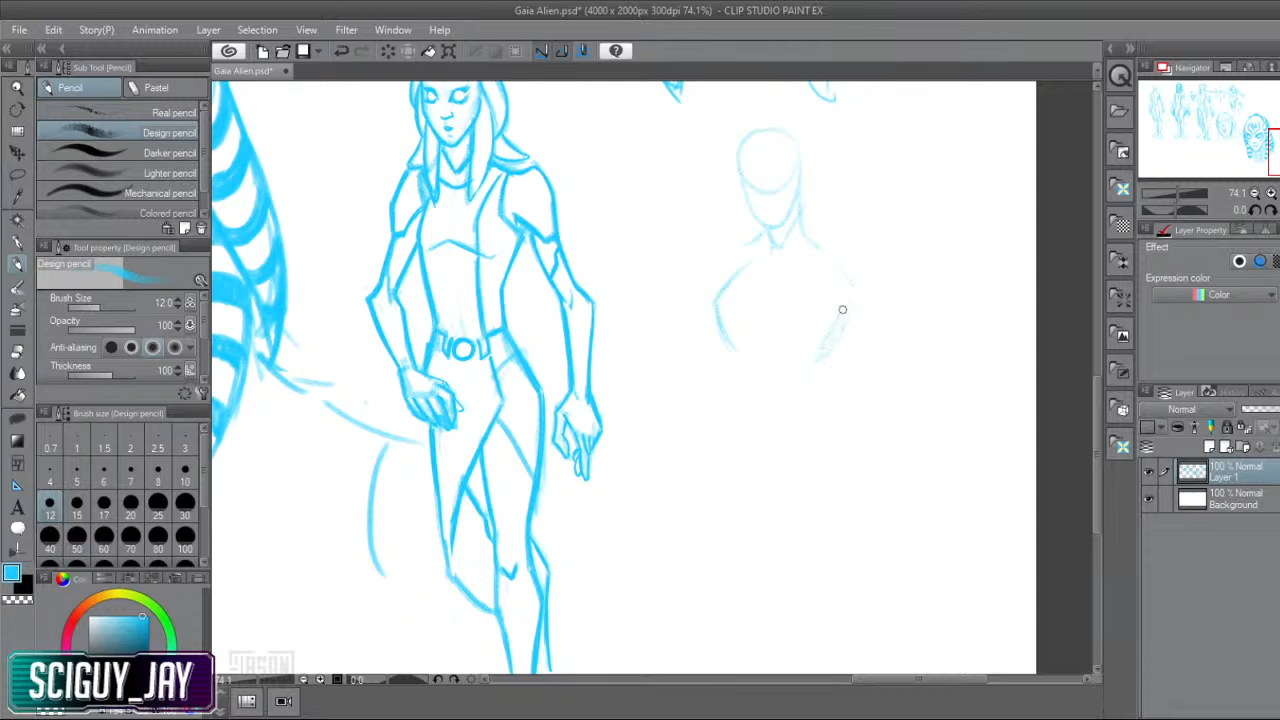 Gaia Alien.psd* (4000 x 2000px 300dpi 74.1%) - CLIP STUDIO PAINT EX
File Edit Story(P) Animation Layer Selection View Filter Window Help
Gaia Alien.psd*
Sub Tool [Pencil]
Pencil Pastel
Real pencil
Design pencil
Darker pencil
Lighter pencil
Mechanical pencil
Colored pencil
Tool property [Design pencil]
Design pencil
Brush Size 12.0
Opacity 100
Anti-aliasing
Thickness 100
Brush size [Design pencil]
0.7 1 1.5 2 2.5 3
4 5 6 7 8 10
12 15 17 20 25 30
40 50 60 70 80 100
Navigator
74.1
0.0
Layer Property
Effect
Expression color
Color
Layer
Normal
100 % Normal
Layer 1
100 % Normal
Background
74.1 0.0
SCIGUY_JAY